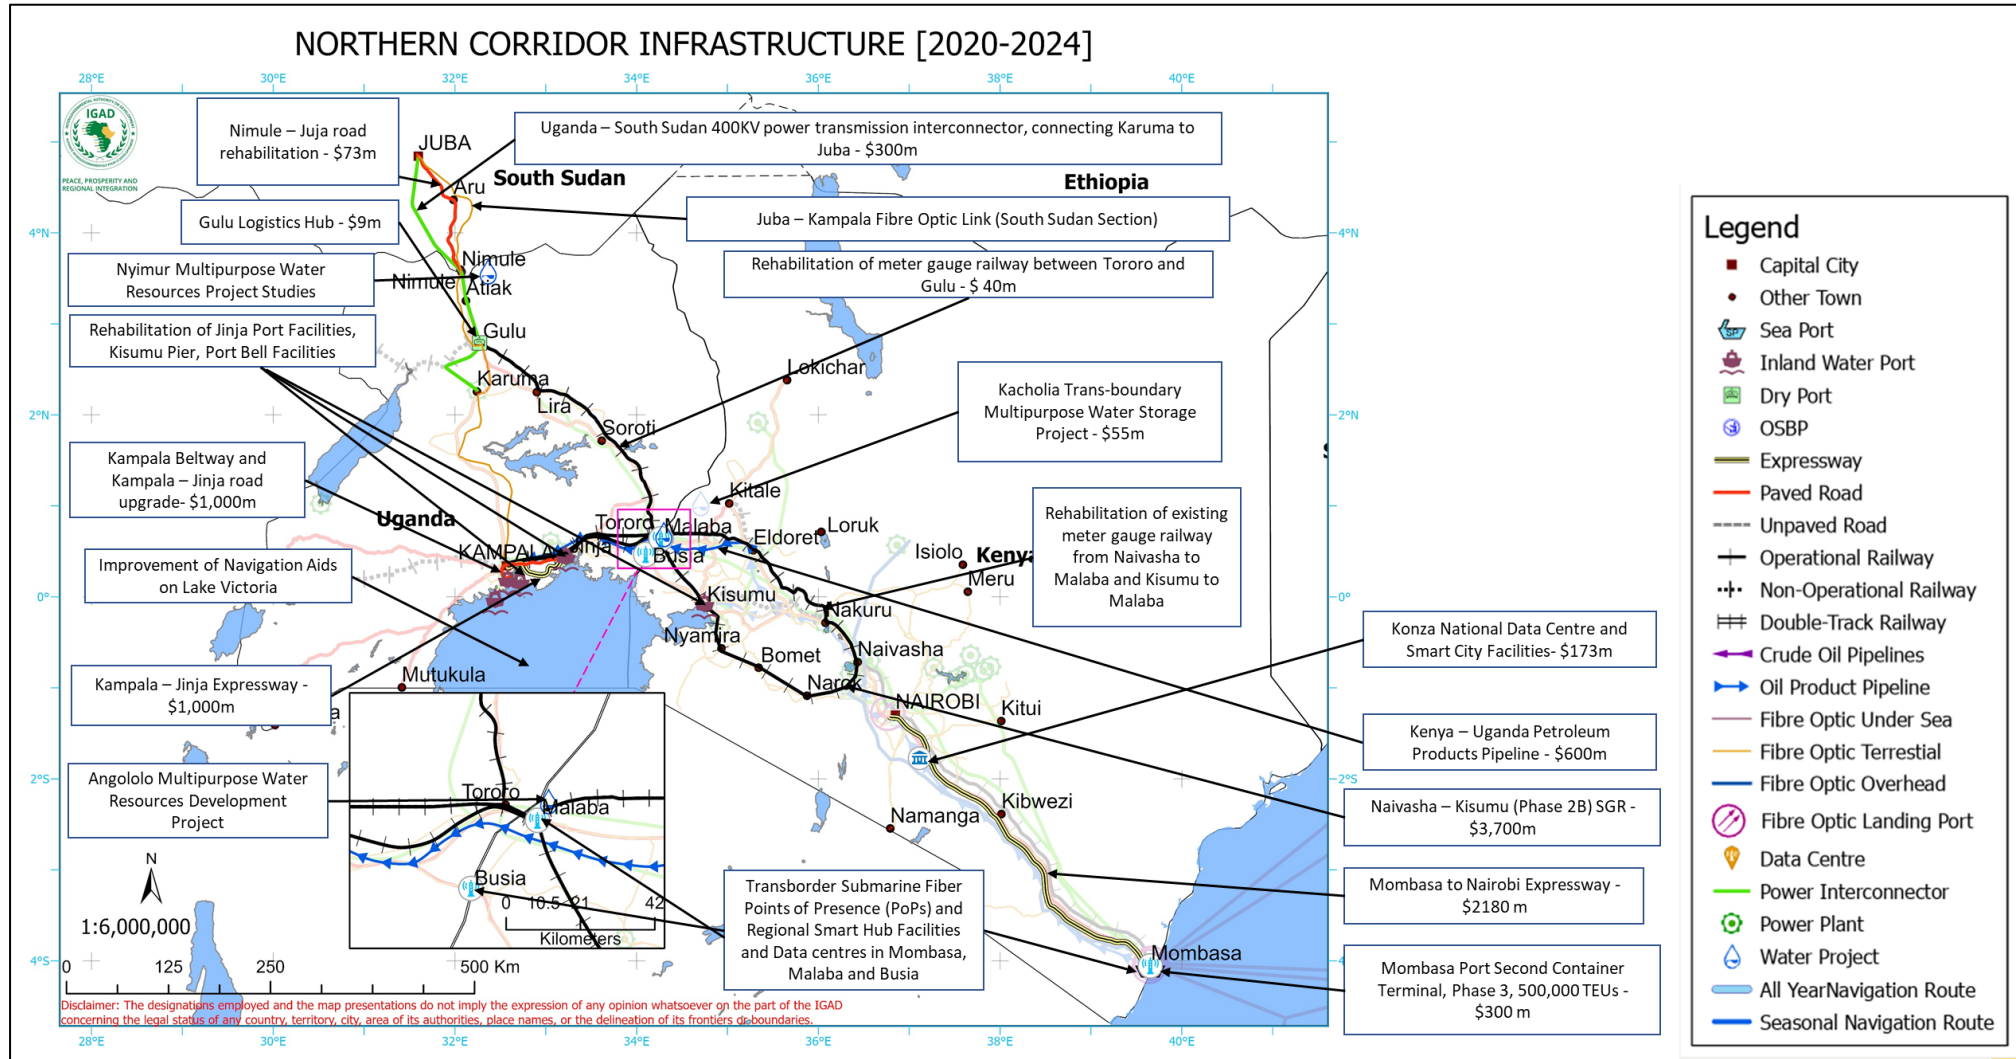 NORTHERN CORRIDOR INFRASTRUCTURE [2020-2024]
28°E
30°E
32°E
34°E
36°E
38°E
40°E
IGAD
PEACE, PROSPERITY AND
REGIONAL INTEGRATION
Nimule – Juja road
rehabilitation - $73m
Uganda – South Sudan 400KV power transmission interconnector, connecting Karuma to
Juba - $300m
JUBA
Aru
South Sudan
Ethiopia
Gulu Logistics Hub - $9m
Juba – Kampala Fibre Optic Link (South Sudan Section)
4°N
4°N
Nyimur Multipurpose Water
Resources Project Studies
Nimule
Nimule
Atiak
Rehabilitation of meter gauge railway between Tororo and
Gulu - $ 40m
Rehabilitation of Jinja Port Facilities,
Kisumu Pier, Port Bell Facilities
Gulu
Karuma
Lira
Lokichar
2°N
2°N
Soroti
Kacholia Trans-boundary
Multipurpose Water Storage
Project - $55m
Kampala Beltway and
Kampala – Jinja road
upgrade- $1,000m
Uganda
Kitale
Tororo
Malaba
Eldoret
Loruk
KAMPALA
Jinja
Busia
Isiolo
Kenya
Meru
Rehabilitation of existing
meter gauge railway
from Naivasha to
Malaba and Kisumu to
Malaba
Improvement of Navigation Aids
on Lake Victoria
0°
0°
Kisumu
Nakuru
Nyamira
Bomet
Naivasha
Konza National Data Centre and
Smart City Facilities- $173m
Mutukula
Narok
Kampala – Jinja Expressway -
$1,000m
a
NAIROBI
Kitui
Kenya – Uganda Petroleum
Products Pipeline - $600m
2°S
2°S
Angololo Multipurpose Water
Resources Development
Project
Tororo
Malaba
Busia
0 10.5 21 42
Kilometers
Namanga
Kibwezi
Naivasha – Kisumu (Phase 2B) SGR -
$3,700m
Mombasa to Nairobi Expressway -
$2180 m
Transborder Submarine Fiber
Points of Presence (PoPs) and
Regional Smart Hub Facilities
and Data centres in Mombasa,
Malaba and Busia
Mombasa
Mombasa Port Second Container
Terminal, Phase 3, 500,000 TEUs -
$300 m
N
1:6,000,000
4°S
0 125 250 500 Km
Disclaimer: The designations employed and the map presentations do not imply the expression of any opinion whatsoever on the part of the IGAD
concerning the legal status of any country, territory, city, area of its authorities, place names, or the delineation of its frontiers or boundaries.
28°E
30°E
32°E
34°E
36°E
38°E
40°E
Legend
Capital City
Other Town
SP
Sea Port
Inland Water Port
Dry Port
OSBP
Expressway
Paved Road
Unpaved Road
Operational Railway
Non-Operational Railway
Double-Track Railway
Crude Oil Pipelines
Oil Product Pipeline
Fibre Optic Under Sea
Fibre Optic Terrestial
Fibre Optic Overhead
Fibre Optic Landing Port
Data Centre
Power Interconnector
Power Plant
Water Project
All YearNavigation Route
Seasonal Navigation Route